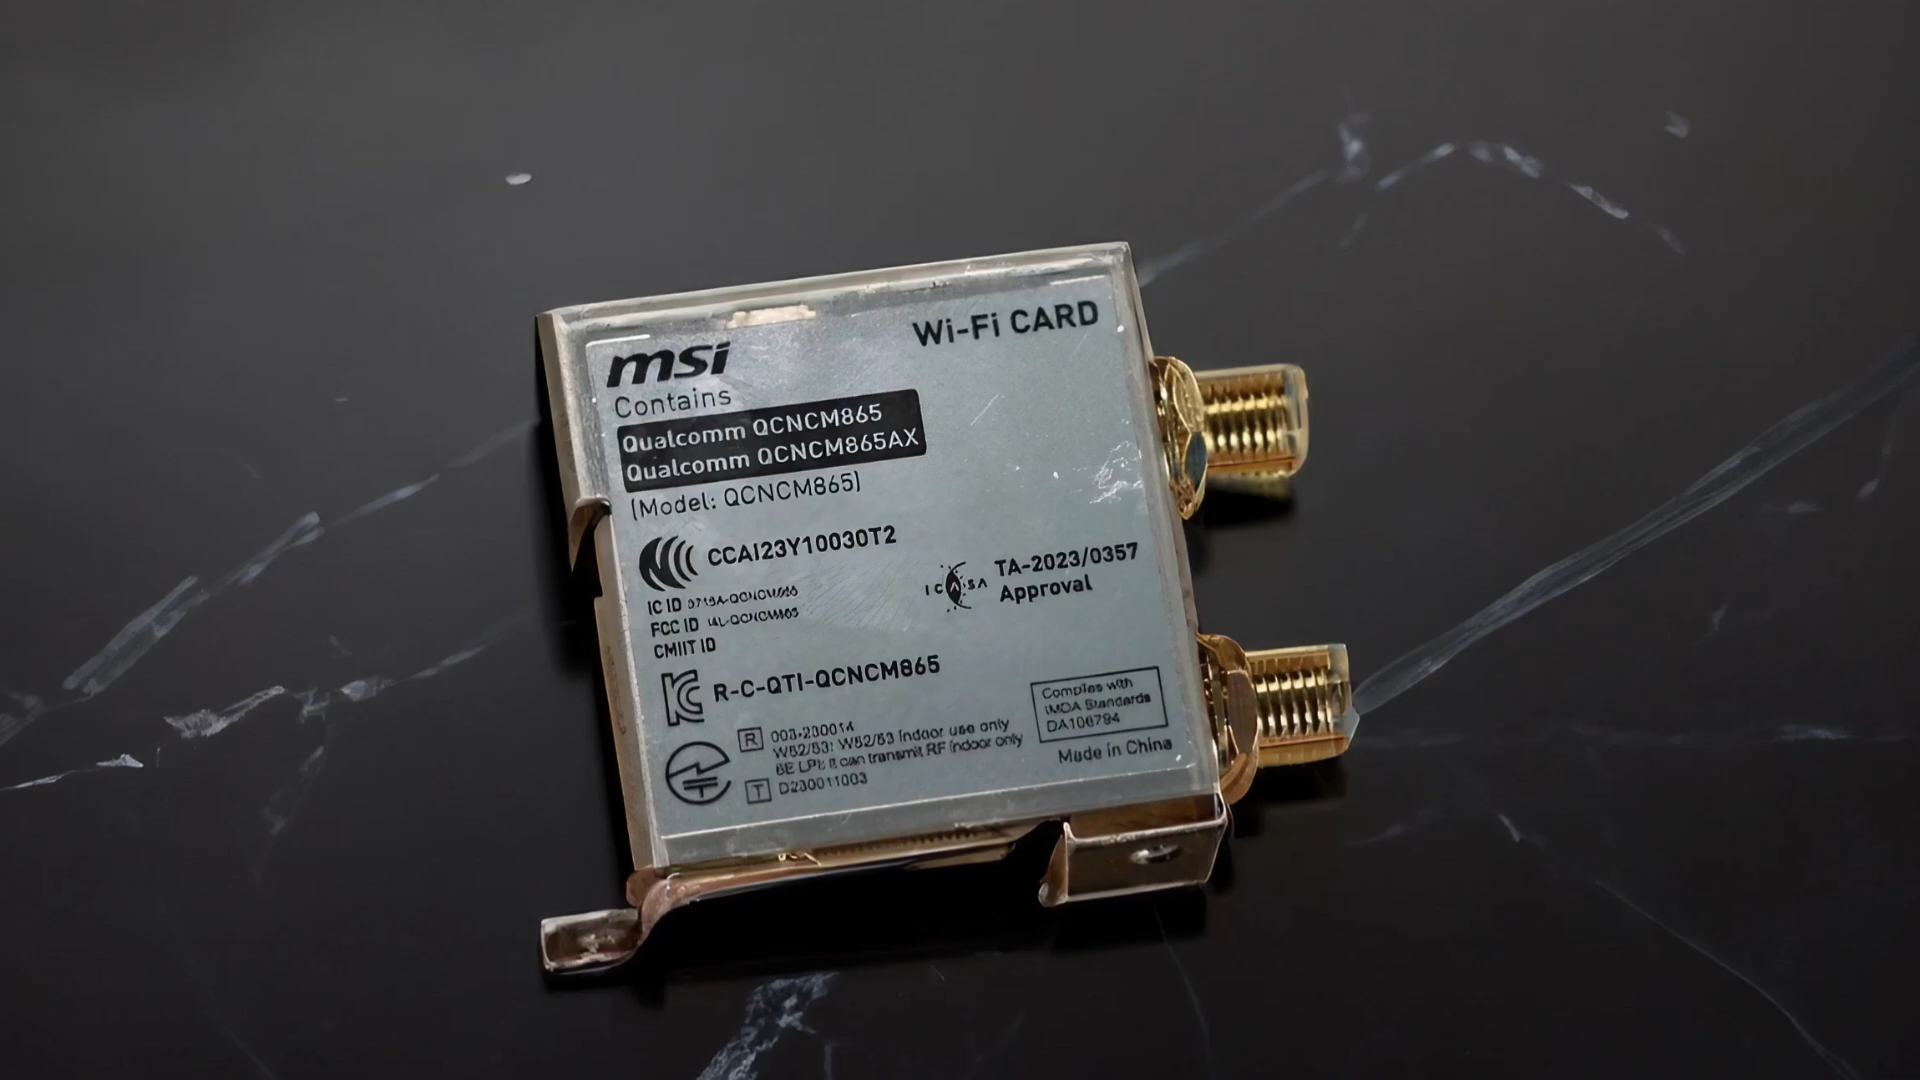 msi
Wi-Fi CARD
Contains
Qualcomm QCNCM865
Qualcomm QCNCM865AX
(Model: QCNCM865)
CCAI23Y10030T2
IC ID
FCC ID
CMIIT ID
ICASA
TA-2023/0357
Approval
R-C-QTI-QCNCM865
R 003-230014
W52/53: W52/53 indoor use only
BE LPI: it can transmit RF indoor only
T D230011003
Complies with
IMDA Standards
DA106794
Made in China